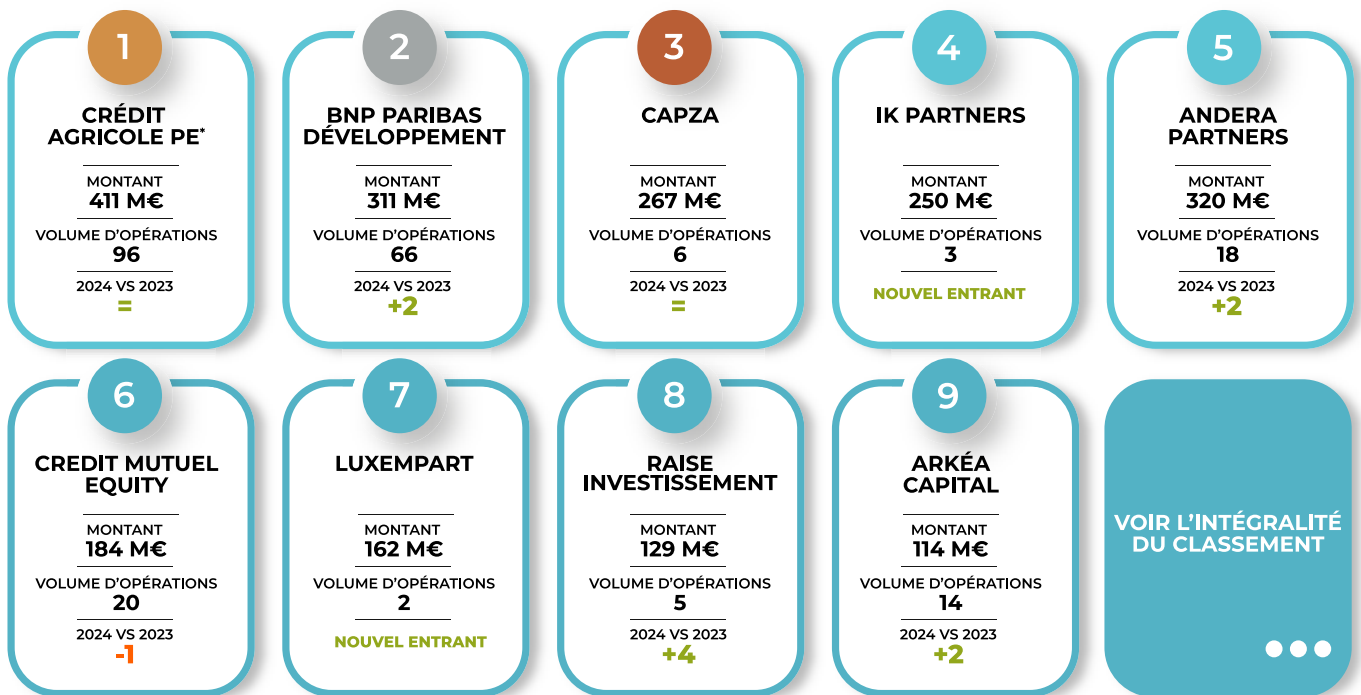 1
CRÉDIT
AGRICOLE PE*
MONTANT
411 M€
VOLUME D'OPÉRATIONS
96
2024 VS 2023
=
2
BNP PARIBAS
DÉVELOPPEMENT
MONTANT
311 M€
VOLUME D'OPÉRATIONS
66
2024 VS 2023
+2
3
CAPZA
MONTANT
267 M€
VOLUME D'OPÉRATIONS
6
2024 VS 2023
=
4
IK PARTNERS
MONTANT
250 M€
VOLUME D'OPÉRATIONS
3
NOUVEL ENTRANT
5
ANDERA
PARTNERS
MONTANT
320 M€
VOLUME D'OPÉRATIONS
18
2024 VS 2023
+2
6
CREDIT MUTUEL
EQUITY
MONTANT
184 M€
VOLUME D'OPÉRATIONS
20
2024 VS 2023
-1
7
LUXEMPART
MONTANT
162 M€
VOLUME D'OPÉRATIONS
2
NOUVEL ENTRANT
8
RAISE
INVESTISSEMENT
MONTANT
129 M€
VOLUME D'OPÉRATIONS
5
2024 VS 2023
+4
9
ARKÉA
CAPITAL
MONTANT
114 M€
VOLUME D'OPÉRATIONS
14
2024 VS 2023
+2
VOIR L'INTÉGRALITÉ
DU CLASSEMENT